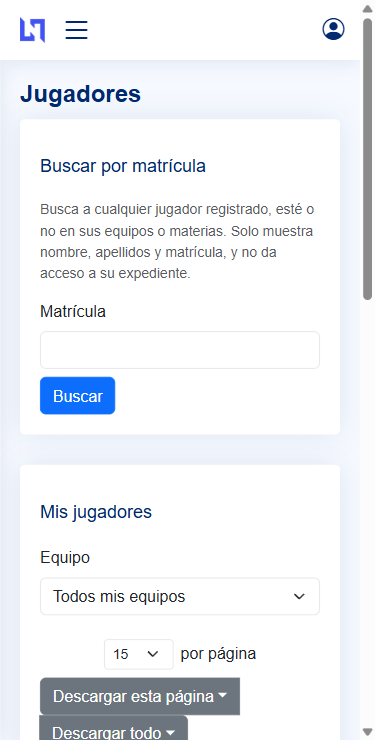 Jugadores
Buscar por matrícula
Busca a cualquier jugador registrado, esté o
no en sus equipos o materias. Solo muestra
nombre, apellidos y matrícula, y no da
acceso a su expediente.
Matrícula
Buscar
Mis jugadores
Equipo
Todos mis equipos
15 por página
Descargar esta página
Descargar todo